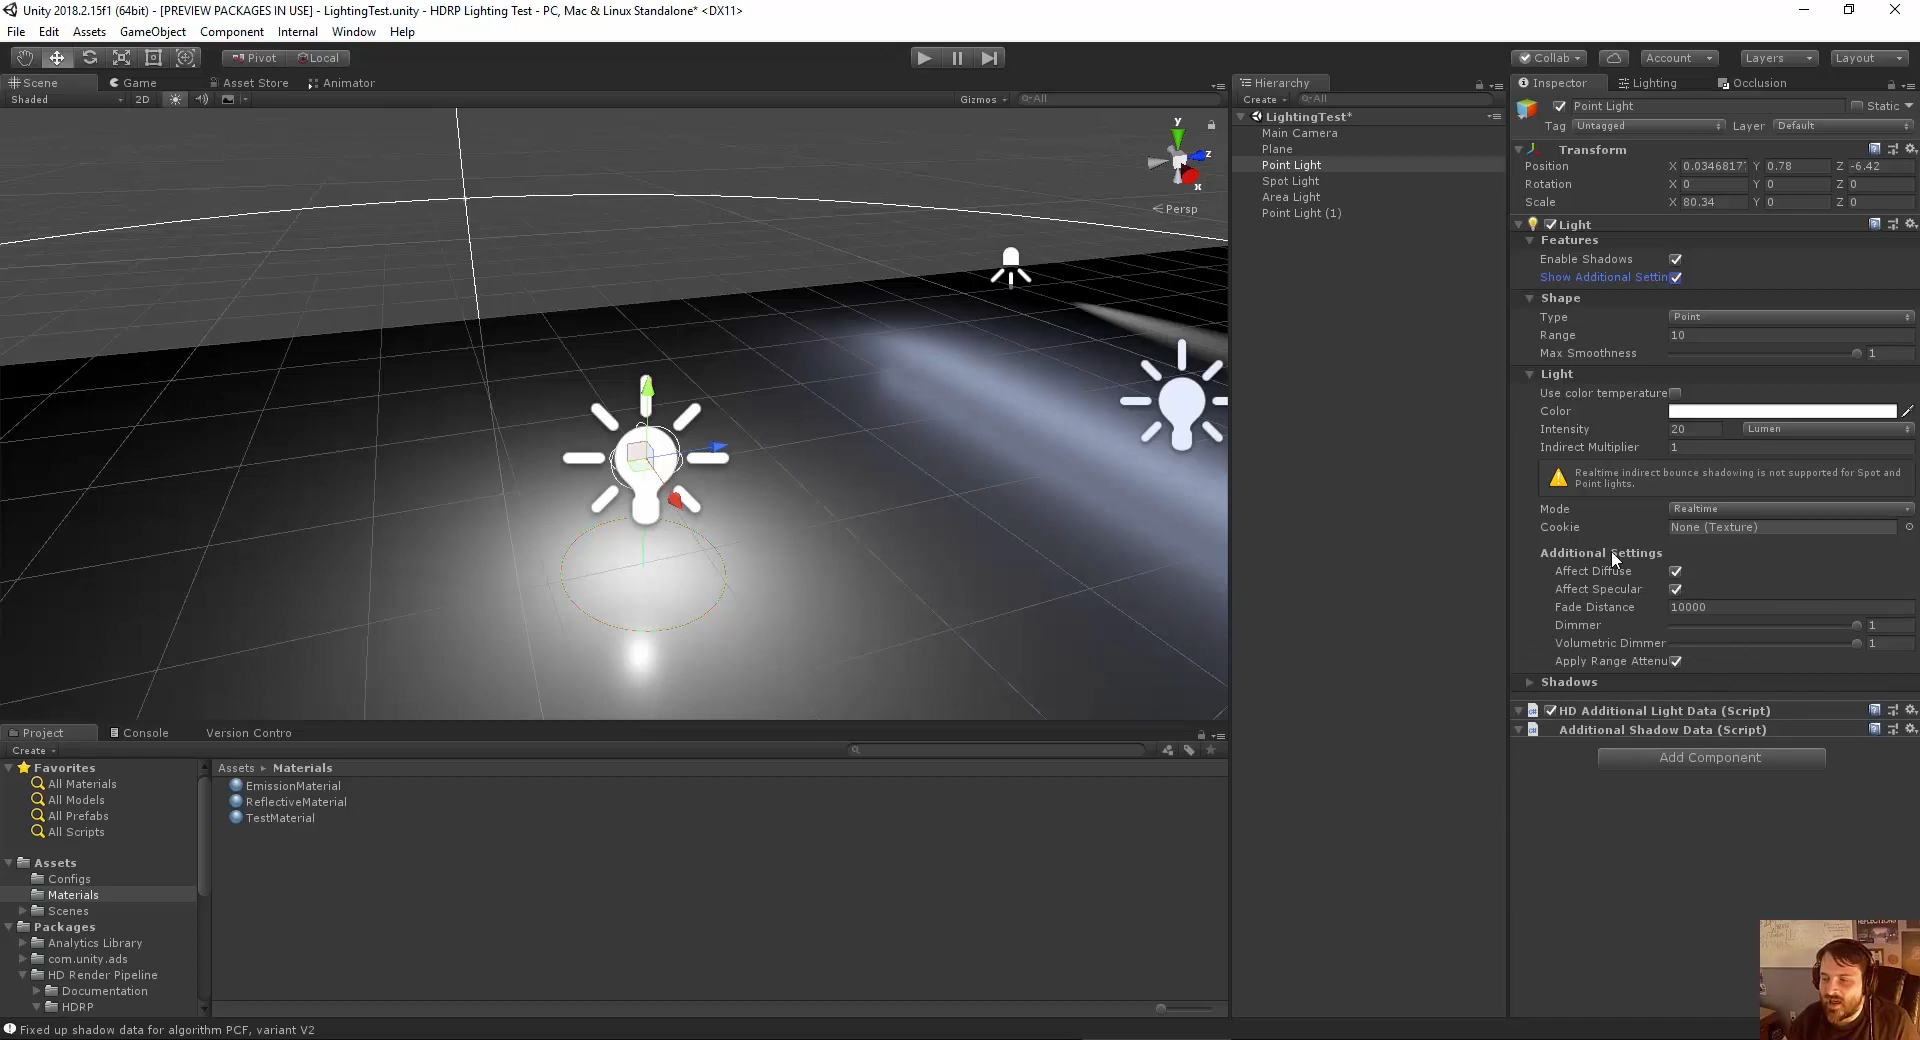 Unity 2018.2.15f1 (64bit) - [PREVIEW PACKAGES IN USE] - LightingTest.unity - HDRP Lighting Test - PC, Mac & Linux Standalone* <DX11>
File Edit Assets GameObject Component Internal Window Help
Pivot Local
Collab Account Layers Layout
Scene Game Asset Store Animator
Shaded 2D Gizmos All
y
z
x
Persp
Hierarchy
Create All
LightingTest*
Main Camera
Plane
Point Light
Spot Light
Area Light
Point Light (1)
Inspector Lighting Occlusion
Point Light Static
Tag Untagged Layer Default
Transform
Position X 0.0346817 Y 0.78 Z -6.42
Rotation X 0 Y 0 Z 0
Scale X 80.34 Y 0 Z 0
Light
Features
Enable Shadows
Show Additional Settin
Shape
Type Point
Range 10
Max Smoothness 1
Light
Use color temperature
Color
Intensity 20 Lumen
Indirect Multiplier 1
Realtime indirect bounce shadowing is not supported for Spot and
Point lights.
Mode Realtime
Cookie None (Texture)
Additional Settings
Affect Diffuse
Affect Specular
Fade Distance 10000
Dimmer 1
Volumetric Dimmer 1
Apply Range Attenu
Shadows
HD Additional Light Data (Script)
Additional Shadow Data (Script)
Add Component
Project Console Version Contro
Create
Favorites
All Materials
All Models
All Prefabs
All Scripts
Assets
Configs
Materials
Scenes
Packages
Analytics Library
com.unity.ads
HD Render Pipeline
Documentation
HDRP
Assets Materials
EmissionMaterial
ReflectiveMaterial
TestMaterial
Fixed up shadow data for algorithm PCF, variant V2